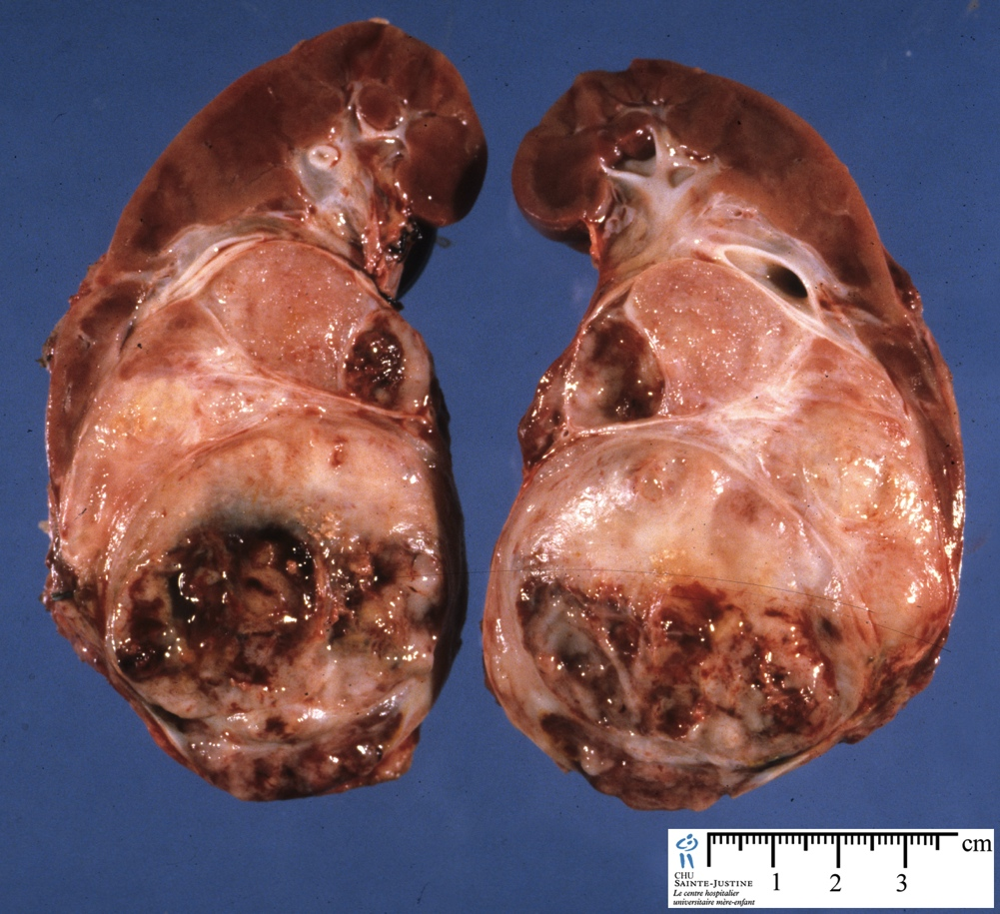 cm
1 2 3
CHU
SAINTE-JUSTINE
Le centre hospitalier
universitaire mère-enfant